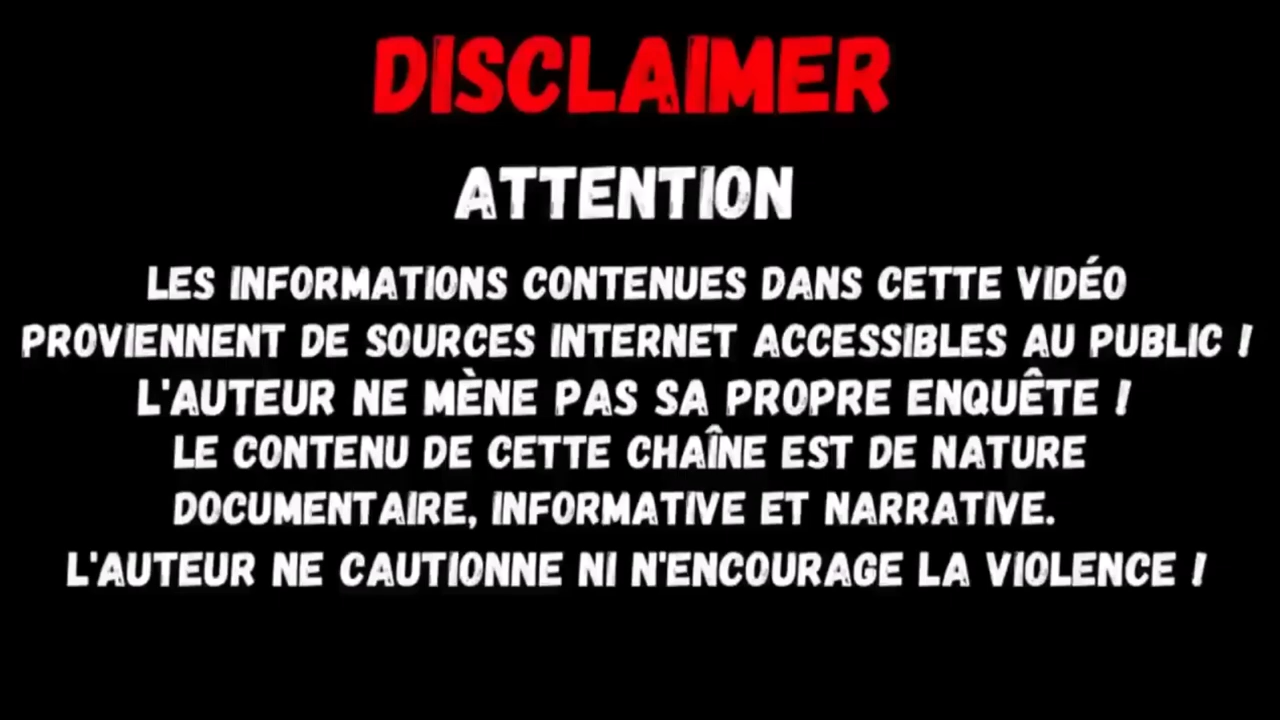 DISCLAIMER
ATTENTION
LES INFORMATIONS CONTENUES DANS CETTE VIDÉO
PROVIENNENT DE SOURCES INTERNET ACCESSIBLES AU PUBLIC !
L'AUTEUR NE MÈNE PAS SA PROPRE ENQUÊTE !
LE CONTENU DE CETTE CHAÎNE EST DE NATURE
DOCUMENTAIRE, INFORMATIVE ET NARRATIVE.
L'AUTEUR NE CAUTIONNE NI N'ENCOURAGE LA VIOLENCE !